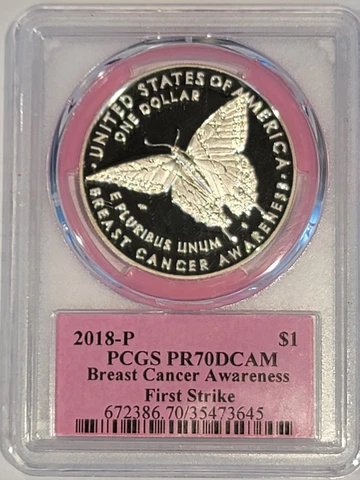 UNITED STATES OF AMERICA
ONE DOLLAR
E PLURIBUS UNUM
BREAST CANCER AWARENESS
2018-P $1
PCGS PR70DCAM
Breast Cancer Awareness
First Strike
672386.70/35473645